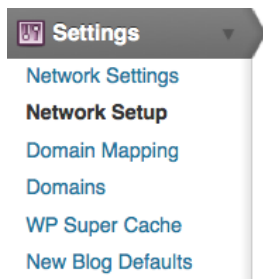 Settings
Network Settings
Network Setup
Domain Mapping
Domains
WP Super Cache
New Blog Defaults